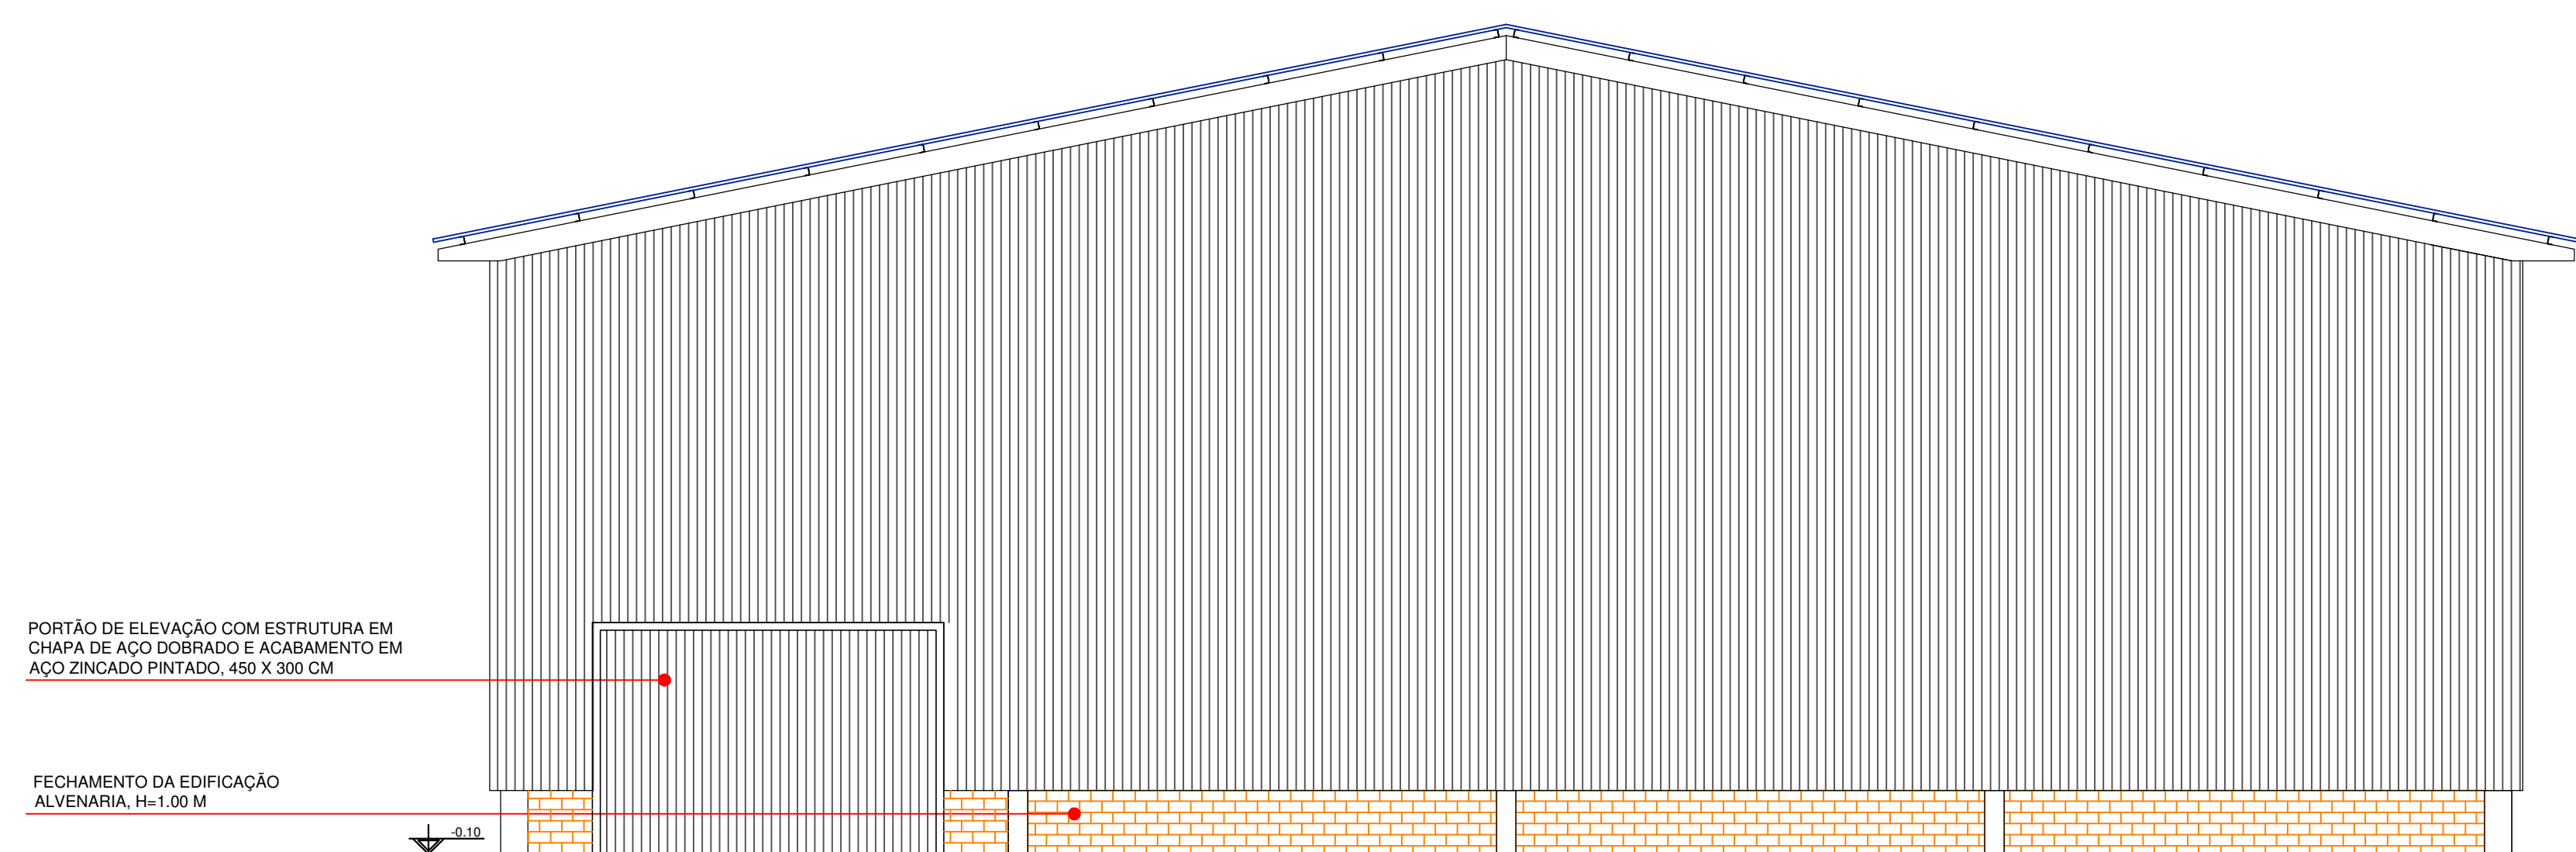 PORTÃO DE ELEVAÇÃO COM ESTRUTURA EM
CHAPA DE AÇO DOBRADO E ACABAMENTO EM
AÇO ZINCADO PINTADO, 450 X 300 CM
FECHAMENTO DA EDIFICAÇÃO
ALVENARIA, H=1.00 M
-0.10